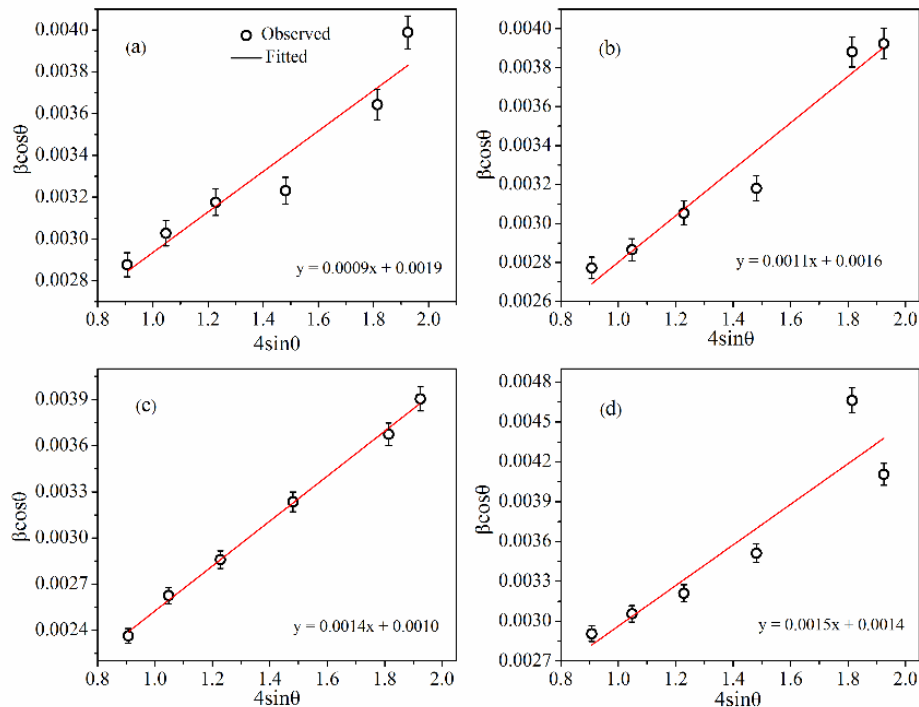 (a)
Observed
Fitted
0.0040
0.0038
0.0036
0.0034
0.0032
0.0030
0.0028
βcosθ
y = 0.0009x + 0.0019
0.8 1.0 1.2 1.4 1.6 1.8 2.0
4sinθ
(b)
0.0040
0.0038
0.0036
0.0034
0.0032
0.0030
0.0028
0.0026
βcosθ
y = 0.0011x + 0.0016
0.8 1.0 1.2 1.4 1.6 1.8 2.0
4sinθ
(c)
0.0039
0.0036
0.0033
0.0030
0.0027
0.0024
βcosθ
y = 0.0014x + 0.0010
0.8 1.0 1.2 1.4 1.6 1.8 2.0
4sinθ
(d)
0.0048
0.0045
0.0042
0.0039
0.0036
0.0033
0.0030
0.0027
βcosθ
y = 0.0015x + 0.0014
0.8 1.0 1.2 1.4 1.6 1.8 2.0
4sinθ